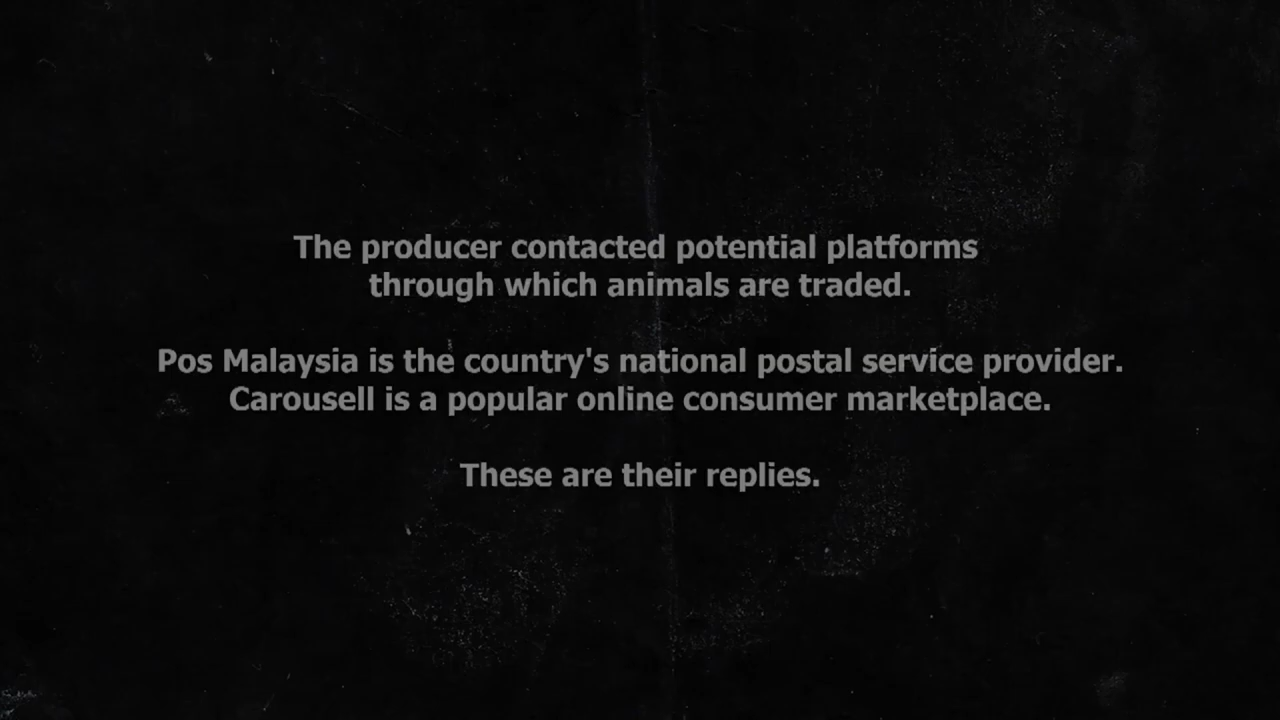 The producer contacted potential platforms
through which animals are traded.
Pos Malaysia is the country's national postal service provider.
Carousell is a popular online consumer marketplace.
These are their replies.